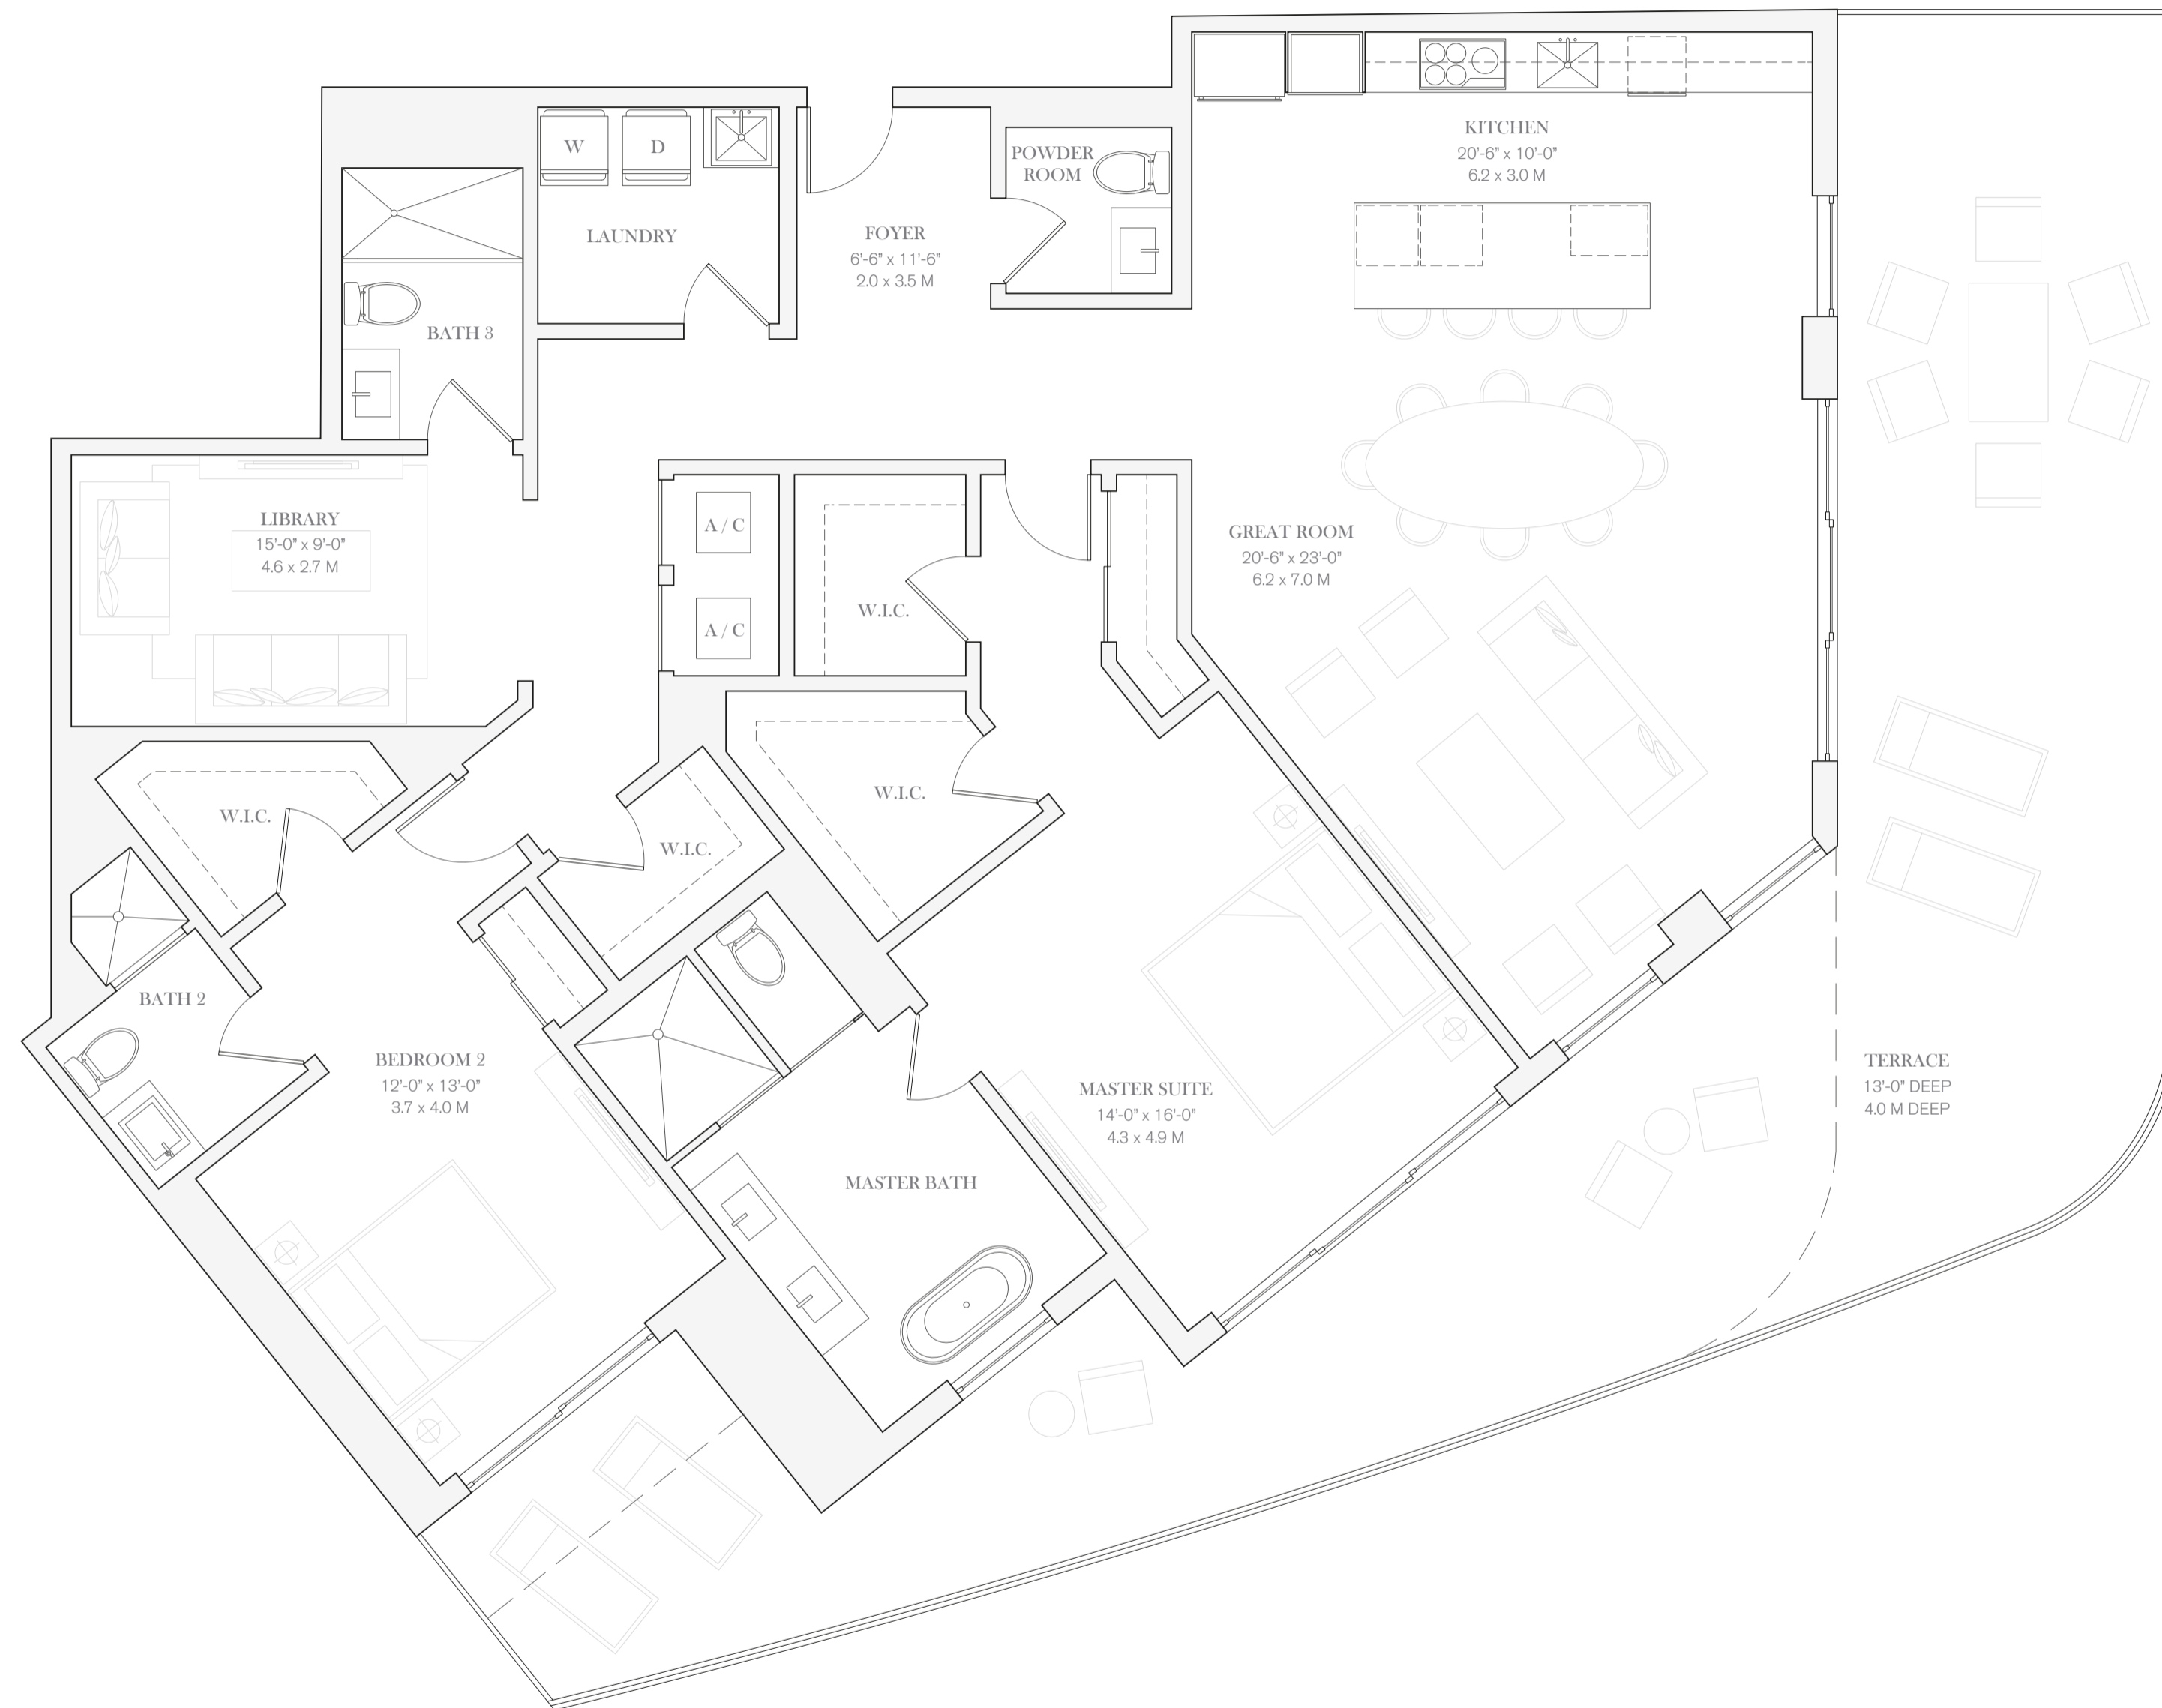 KITCHEN
20'-6" x 10'-0"
6.2 x 3.0 M
W
D
POWDER
ROOM
LAUNDRY
FOYER
6'-6" x 11'-6"
2.0 x 3.5 M
BATH 3
LIBRARY
15'-0" x 9'-0"
4.6 x 2.7 M
A / C
A / C
W.I.C.
GREAT ROOM
20'-6" x 23'-0"
6.2 x 7.0 M
W.I.C.
W.I.C.
W.I.C.
BATH 2
BEDROOM 2
12'-0" x 13'-0"
3.7 x 4.0 M
MASTER SUITE
14'-0" x 16'-0"
4.3 x 4.9 M
TERRACE
13'-0" DEEP
4.0 M DEEP
MASTER BATH